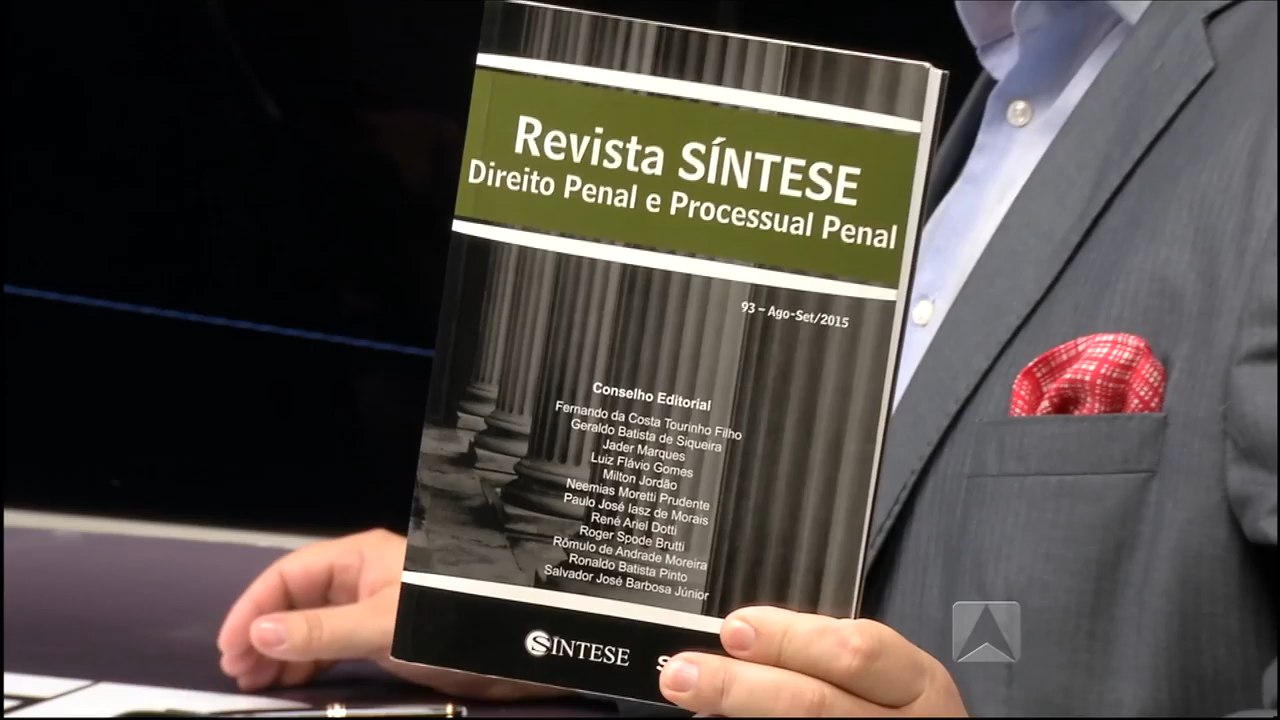 Revista SÍNTESE
Direito Penal e Processual Penal
93 – Ago-Set/2015
Conselho Editorial
Fernando da Costa Tourinho Filho
Geraldo Batista de Siqueira
Jader Marques
Luiz Flávio Gomes
Milton Jordão
Neemias Moretti Prudente
Paulo José Iasz de Morais
René Ariel Dotti
Roger Spode Brutti
Rômulo de Andrade Moreira
Ronaldo Batista Pinto
Salvador José Barbosa Júnior
SÍNTESE